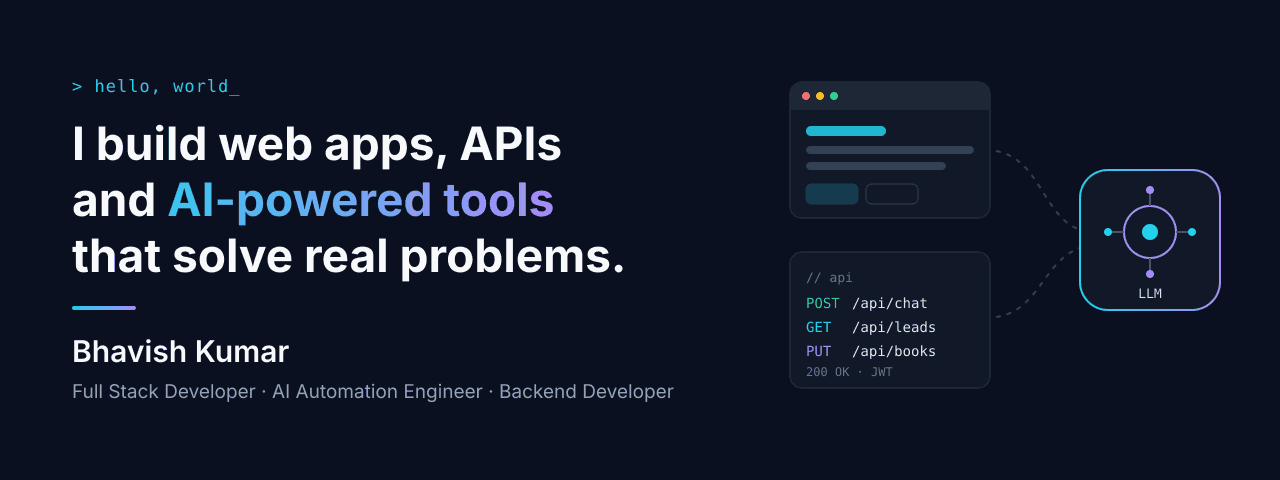 > hello, world_
I build web apps, APIs
and AI-powered tools
that solve real problems.
Bhavish Kumar
Full Stack Developer · AI Automation Engineer · Backend Developer
// api
POST /api/chat
GET /api/leads
PUT /api/books
200 OK · JWT
LLM